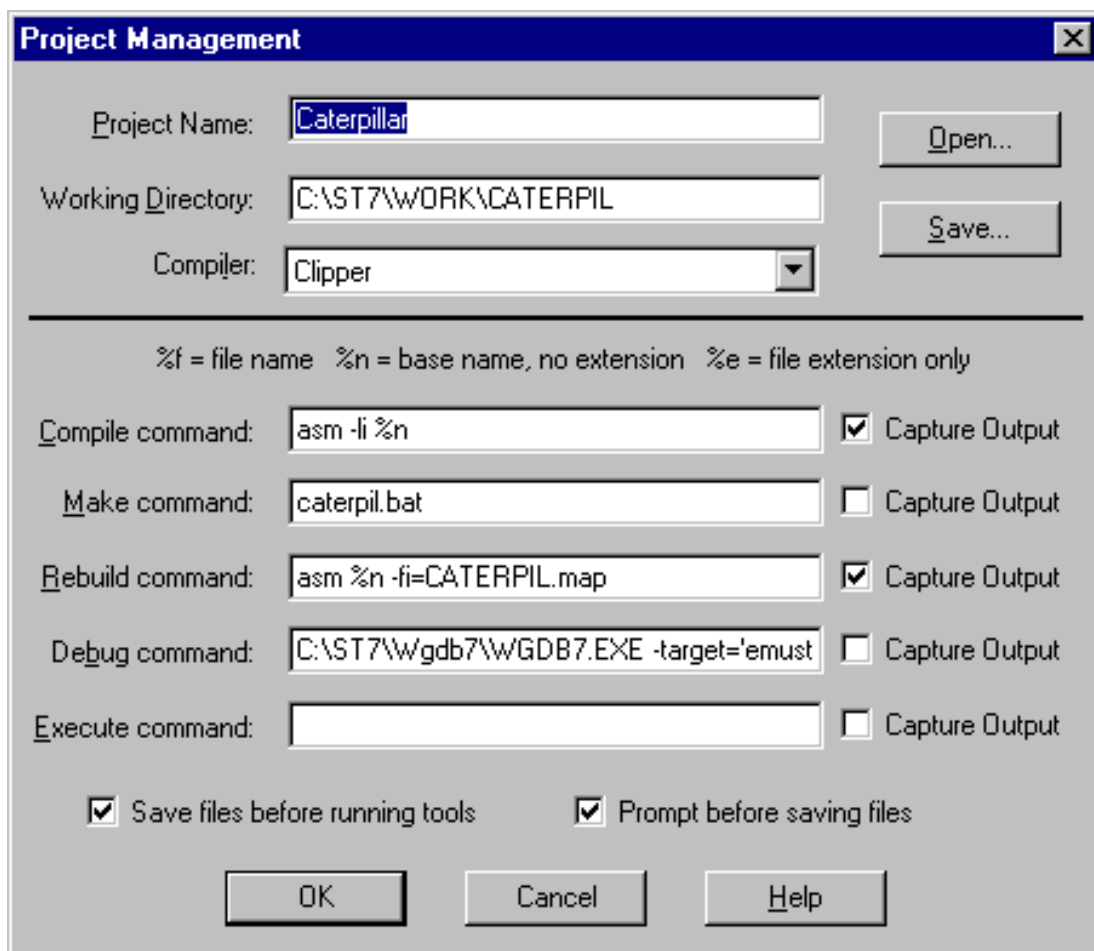 Project Management
Project Name: Caterpillar Open...
Working Directory: C:\ST7\WORK\CATERPIL Save...
Compiler: Clipper
%f = file name %n = base name, no extension %e = file extension only
Compile command: asm -li %n Capture Output
Make command: caterpil.bat Capture Output
Rebuild command: asm %n -fi=CATERPIL.map Capture Output
Debug command: C:\ST7\Wgdb7\WGDB7.EXE -target='emust Capture Output
Execute command: Capture Output
Save files before running tools Prompt before saving files
OK Cancel Help